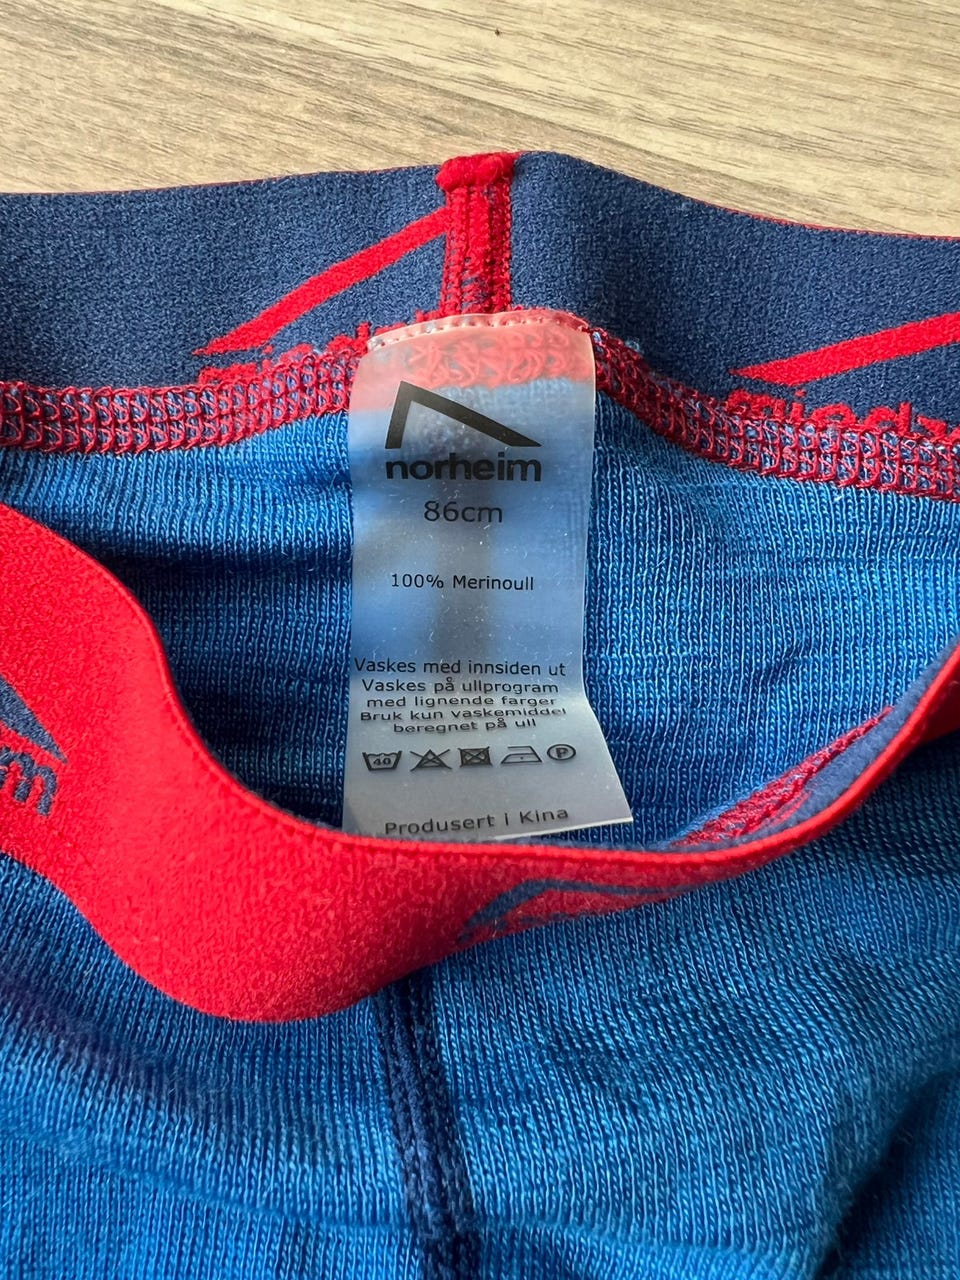 norheim
86cm
100% Merinoull
Vaskes med innsiden ut
Vaskes på ullprogram
med lignende farger
Bruk kun vaskemiddel
beregnet på ull
40
P
Produsert i Kina